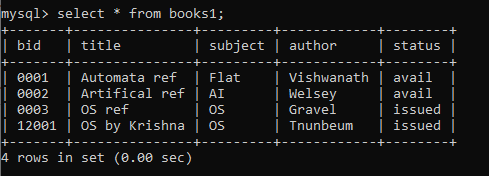 mysql> select * from books1;
+-------+---------------+---------+------------+--------+
| bid | title | subject | author | status |
+-------+---------------+---------+------------+--------+
| 0001 | Automata ref | Flat | Vishwanath | avail |
| 0002 | Artifical ref | AI | Welsey | avail |
| 0003 | OS ref | OS | Gravel | issued |
| 12001 | OS by Krishna | OS | Tnunbeum | issued |
+-------+---------------+---------+------------+--------+
4 rows in set (0.00 sec)